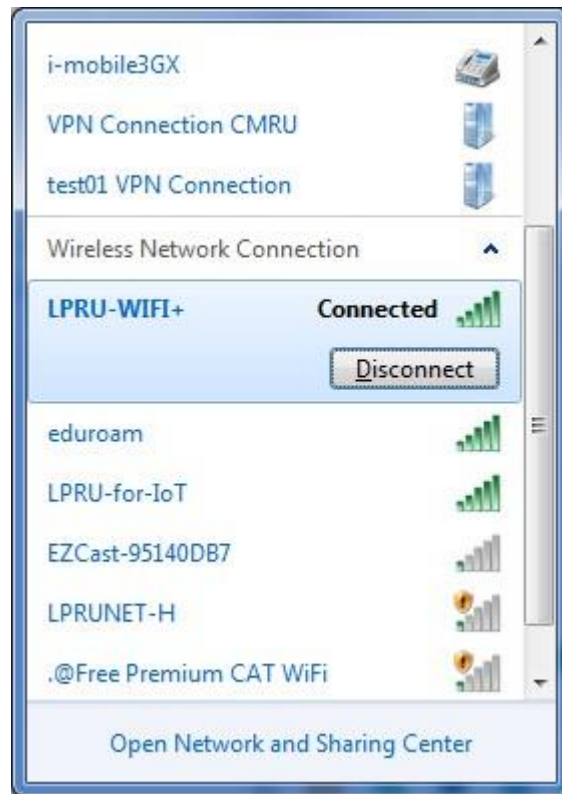 i-mobile3GX
VPN Connection CMRU
test01 VPN Connection
Wireless Network Connection
LPRU-WIFI+ Connected
Disconnect
eduroam
LPRU-for-IoT
EZCast-95140DB7
LPRUNET-H
.@Free Premium CAT WiFi
Open Network and Sharing Center